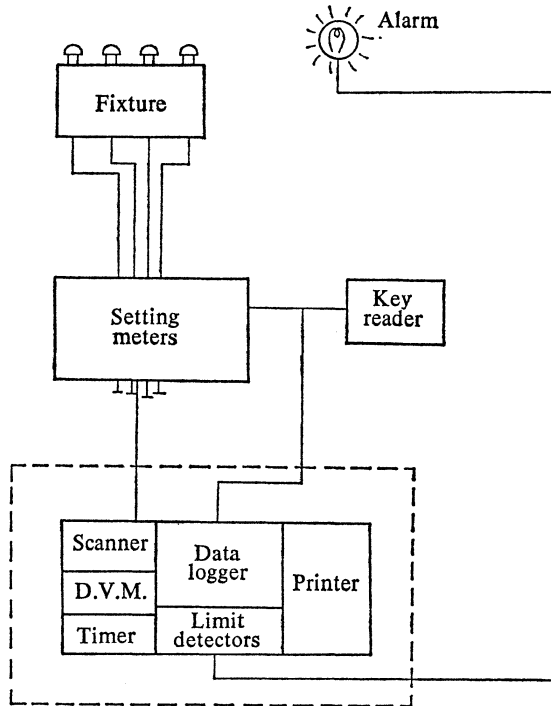 Alarm
Fixture
Setting
meters
Key
reader
Scanner
D.V.M.
Timer
Data
logger
Limit
detectors
Printer